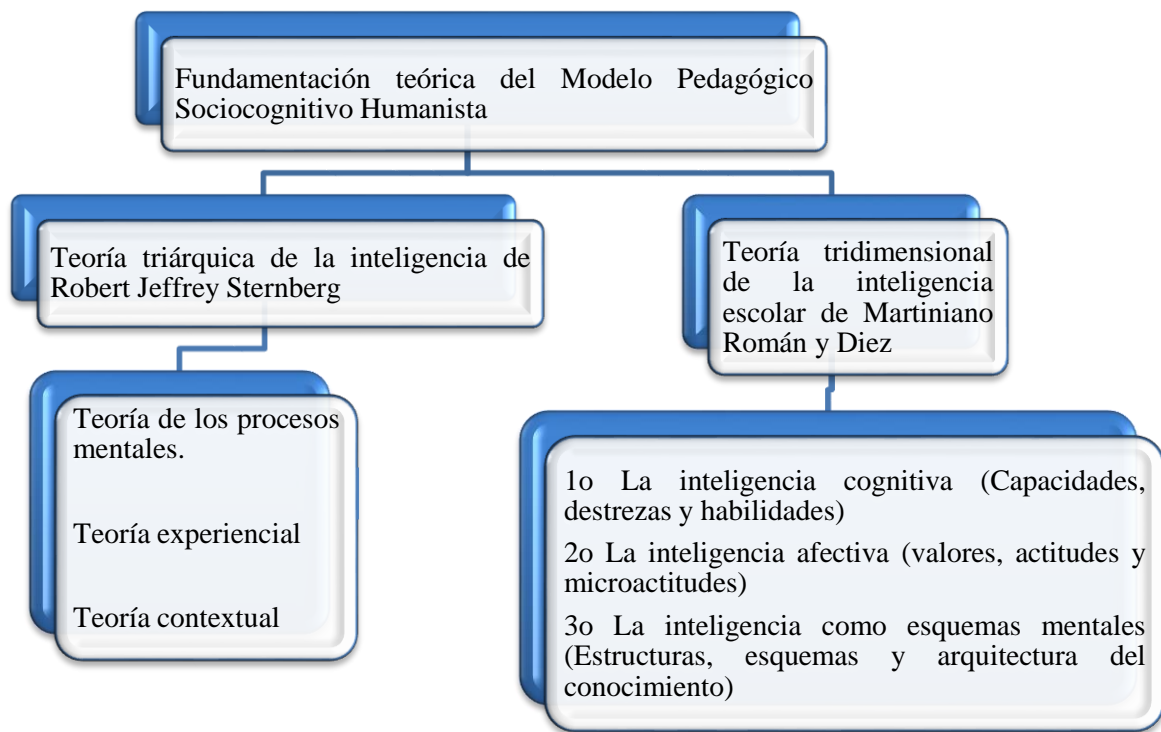 Fundamentación teórica del Modelo Pedagógico
Sociocognitivo Humanista
Teoría triárquica de la inteligencia de
Robert Jeffrey Sternberg
Teoría tridimensional
de la inteligencia
escolar de Martiniano
Román y Diez
Teoría de los procesos
mentales.
Teoría experiencial
Teoría contextual
1o La inteligencia cognitiva (Capacidades,
destrezas y habilidades)
2o La inteligencia afectiva (valores, actitudes y
microactitudes)
3o La inteligencia como esquemas mentales
(Estructuras, esquemas y arquitectura del
conocimiento)